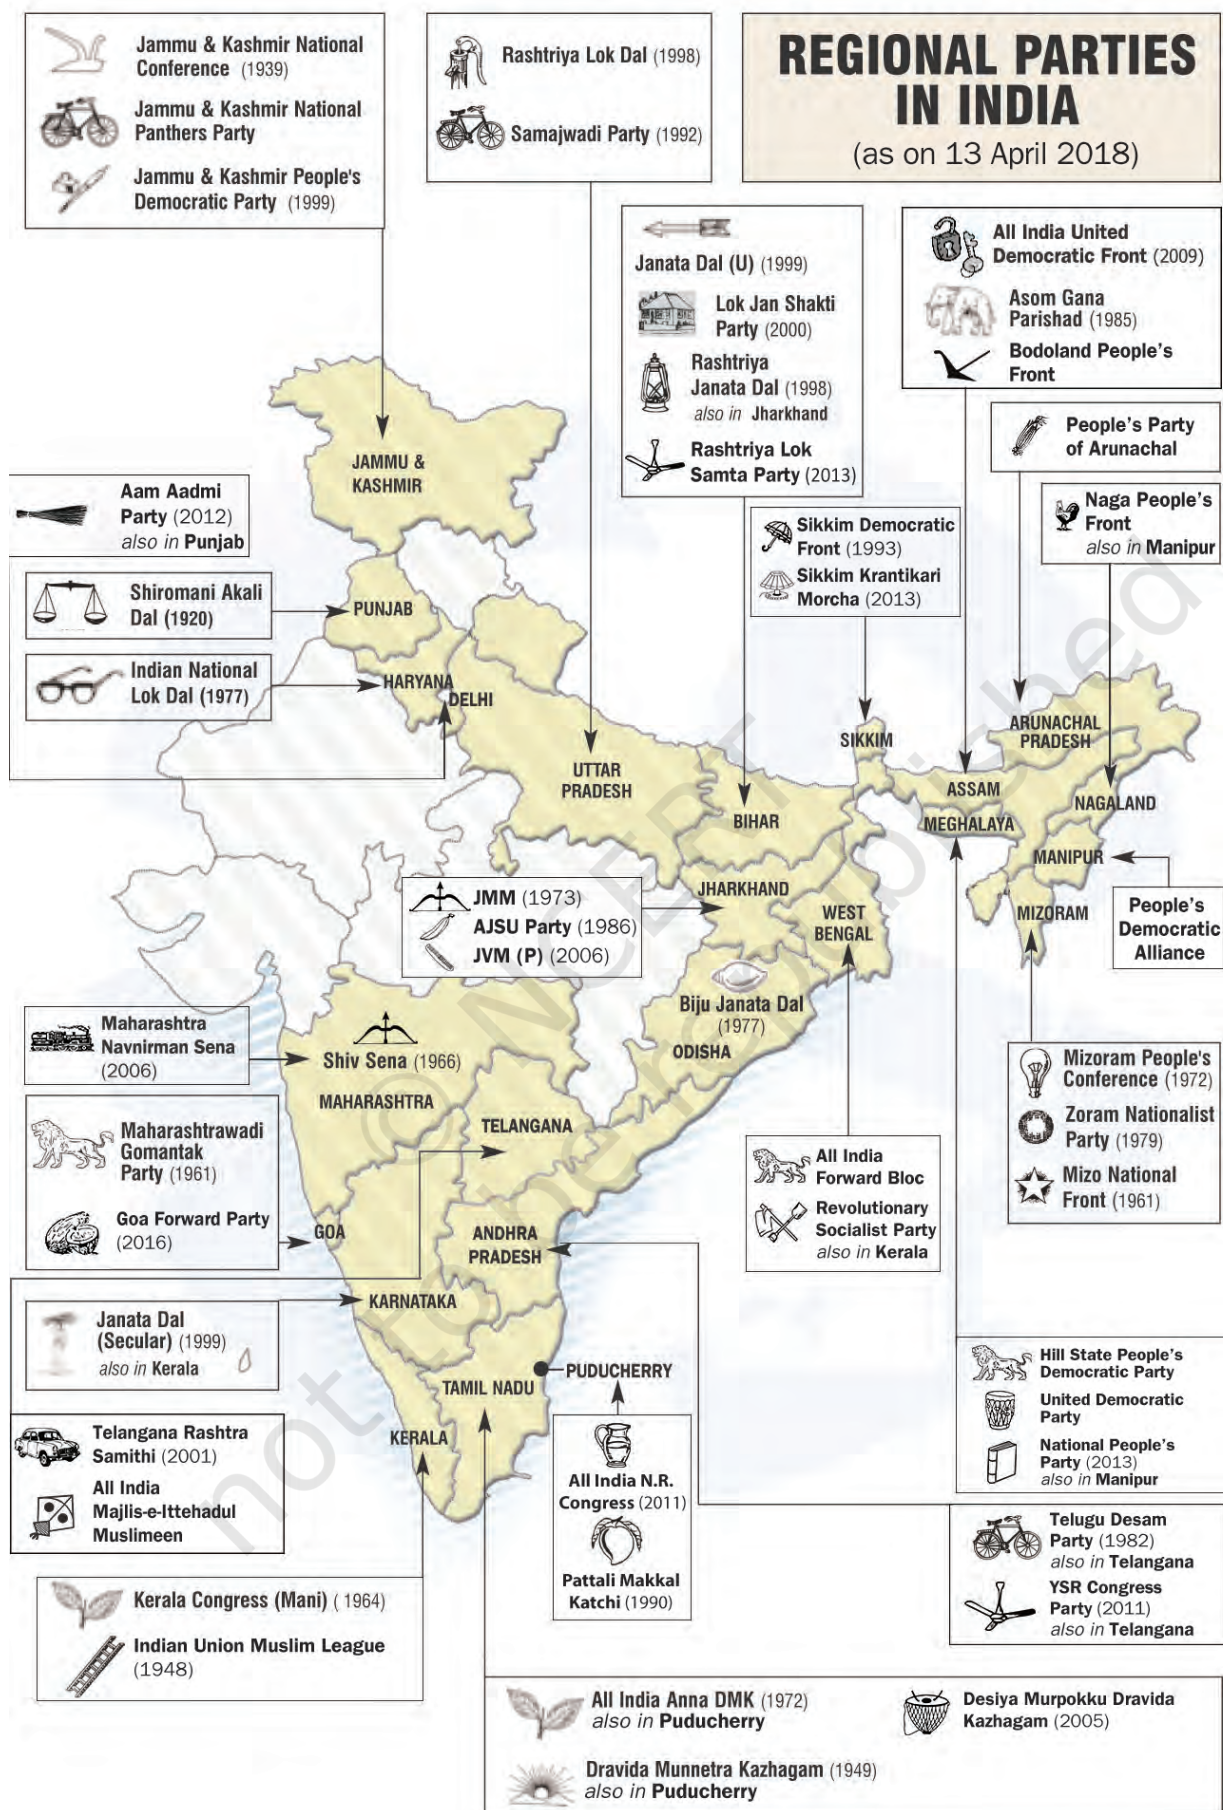 REGIONAL PARTIES
IN INDIA
(as on 13 April 2018)
Jammu & Kashmir National
Conference (1939)
Jammu & Kashmir National
Panthers Party
Jammu & Kashmir People's
Democratic Party (1999)
Rashtriya Lok Dal (1998)
Samajwadi Party (1992)
Janata Dal (U) (1999)
Lok Jan Shakti
Party (2000)
Rashtriya
Janata Dal (1998)
also in Jharkhand
Rashtriya Lok
Samta Party (2013)
All India United
Democratic Front (2009)
Asom Gana
Parishad (1985)
Bodoland People's
Front
People's Party
of Arunachal
Naga People's
Front
also in Manipur
Aam Aadmi
Party (2012)
also in Punjab
Sikkim Democratic
Front (1993)
Sikkim Krantikari
Morcha (2013)
Shiromani Akali
Dal (1920)
Indian National
Lok Dal (1977)
JAMMU &
KASHMIR
PUNJAB
HARYANA
DELHI
UTTAR
PRADESH
BIHAR
SIKKIM
ARUNACHAL
PRADESH
ASSAM
NAGALAND
MEGHALAYA
MANIPUR
MIZORAM
JHARKHAND
WEST
BENGAL
JMM (1973)
AJSU Party (1986)
JVM (P) (2006)
People's
Democratic
Alliance
Biju Janata Dal
(1977)
ODISHA
Maharashtra
Navnirman Sena
(2006)
Shiv Sena (1966)
MAHARASHTRA
TELANGANA
Mizoram People's
Conference (1972)
Zoram Nationalist
Party (1979)
Mizo National
Front (1961)
Maharashtrawadi
Gomantak
Party (1961)
Goa Forward Party
(2016)
GOA
ANDHRA
PRADESH
All India
Forward Bloc
Revolutionary
Socialist Party
also in Kerala
KARNATAKA
Janata Dal
(Secular) (1999)
also in Kerala
PUDUCHERRY
TAMIL NADU
KERALA
Hill State People's
Democratic Party
United Democratic
Party
National People's
Party (2013)
also in Manipur
Telangana Rashtra
Samithi (2001)
All India
Majlis-e-Ittehadul
Muslimeen
All India N.R.
Congress (2011)
Pattali Makkal
Katchi (1990)
Telugu Desam
Party (1982)
also in Telangana
YSR Congress
Party (2011)
also in Telangana
Kerala Congress (Mani) ( 1964)
Indian Union Muslim League
(1948)
All India Anna DMK (1972)
also in Puducherry
Desiya Murpokku Dravida
Kazhagam (2005)
Dravida Munnetra Kazhagam (1949)
also in Puducherry
© NCERT
not to be republished